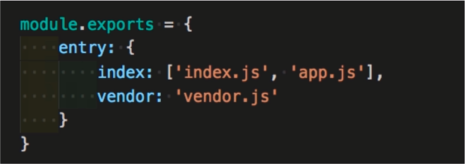 module.exports = {
    entry: {
        index: ['index.js', 'app.js'],
        vendor: 'vendor.js'
    }
}